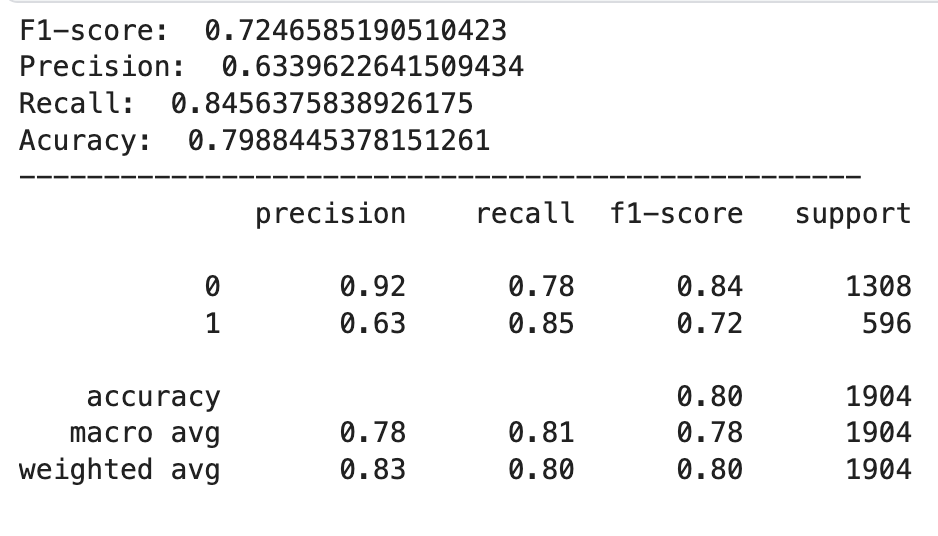 F1-score:  0.7246585190510423
Precision:  0.6339622641509434
Recall:  0.8456375838926175
Acuracy:  0.7988445378151261
--------------------------------------------------
              precision    recall  f1-score   support

           0       0.92      0.78      0.84      1308
           1       0.63      0.85      0.72       596

    accuracy                           0.80      1904
   macro avg       0.78      0.81      0.78      1904
weighted avg       0.83      0.80      0.80      1904